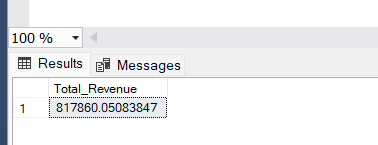 100 %
Results Messages
Total_Revenue
1 817860.05083847